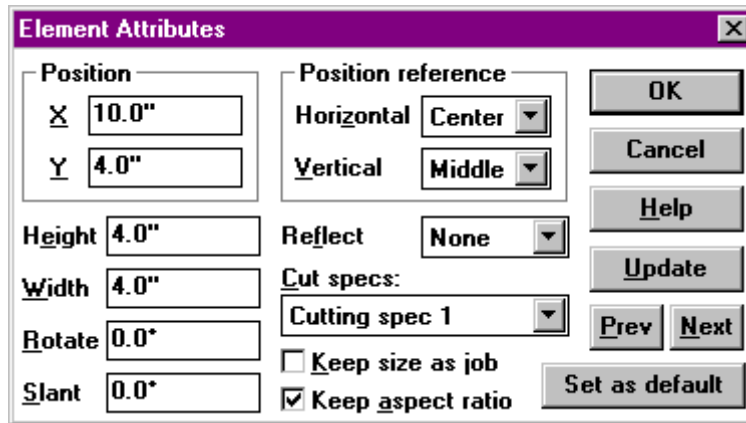 Element Attributes
Position
X 10.0"
Y 4.0"
Height 4.0"
Width 4.0"
Rotate 0.0°
Slant 0.0°
Position reference
Horizontal Center
Vertical Middle
Reflect None
Cut specs:
Cutting spec 1
Keep size as job
Keep aspect ratio
OK
Cancel
Help
Update
Prev Next
Set as default